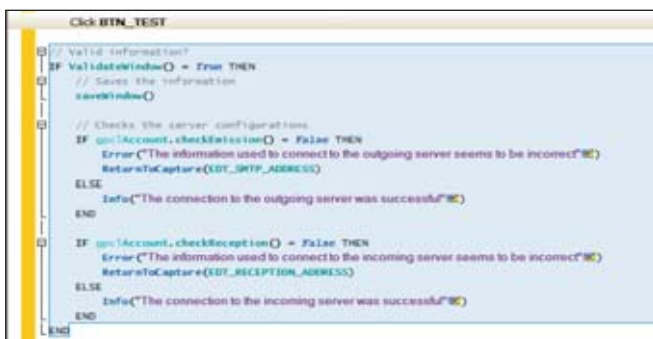 Click BTN_TEST
// Valid information?
IF ValidateWindow() = True THEN
// Saves the information
saveWindow()
// Checks the server configurations
IF gpclAccount.checkEmission() = False THEN
Error("The information used to connect to the outgoing server seems to be incorrect")
ReturnToCapture(EDT_SMTP_ADDRESS)
ELSE
Info("The connection to the outgoing server was successful")
END
IF gpclAccount.checkReception() = False THEN
Error("The information used to connect to the incoming server seems to be incorrect")
ReturnToCapture(EDT_RECEPTION_ADDRESS)
ELSE
Info("The connection to the incoming server was successful")
END
END